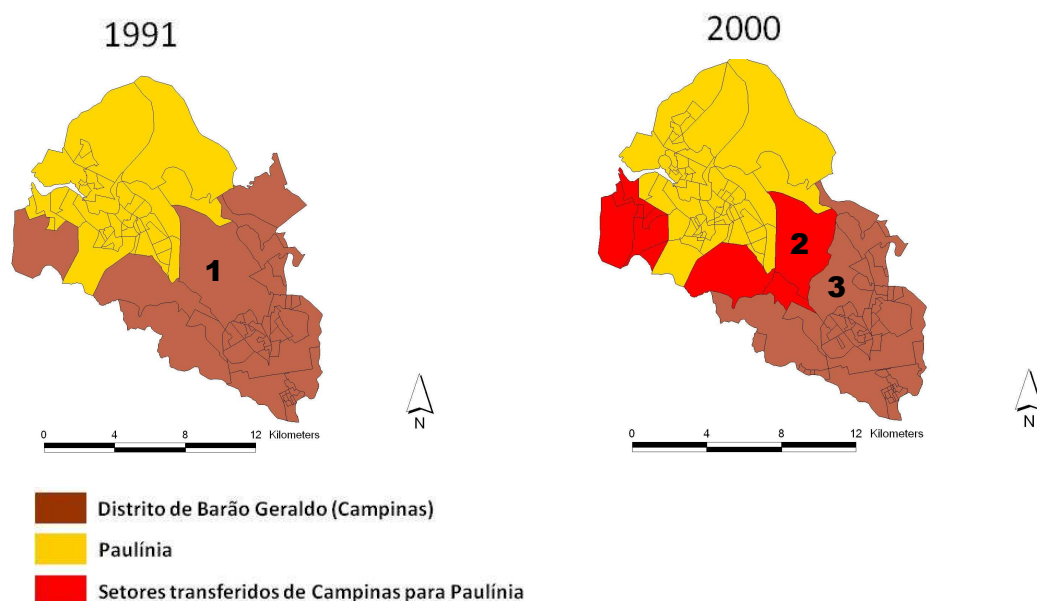 1991
2000
1
2
3
N
N
0 4 8 12 Kilometers
0 4 8 12 Kilometers
Distrito de Barão Geraldo (Campinas)
Paulínia
Setores transferidos de Campinas para Paulínia